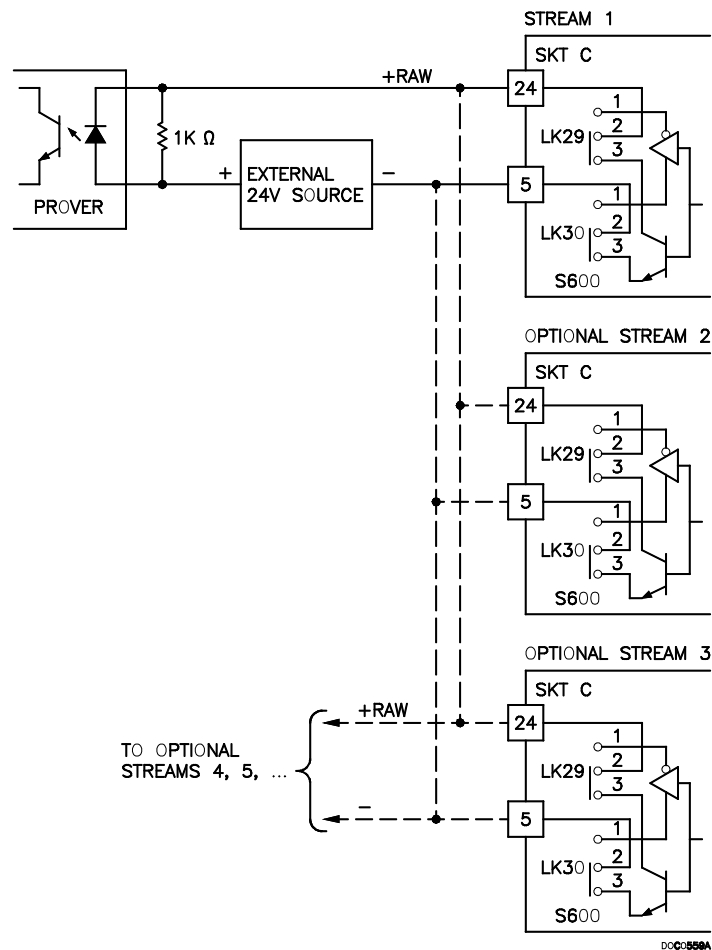 STREAM 1
SKT C
+RAW
24
1
2
LK29
3
1K Ω
+
EXTERNAL
24V SOURCE
−
5
PROVER
1
2
LK30
3
S600
OPTIONAL STREAM 2
SKT C
24
1
2
LK29
3
5
1
2
LK30
3
S600
OPTIONAL STREAM 3
SKT C
+RAW
24
1
2
LK29
3
TO OPTIONAL
STREAMS 4, 5, ...
−
5
1
2
LK30
3
S600
DOC0559A